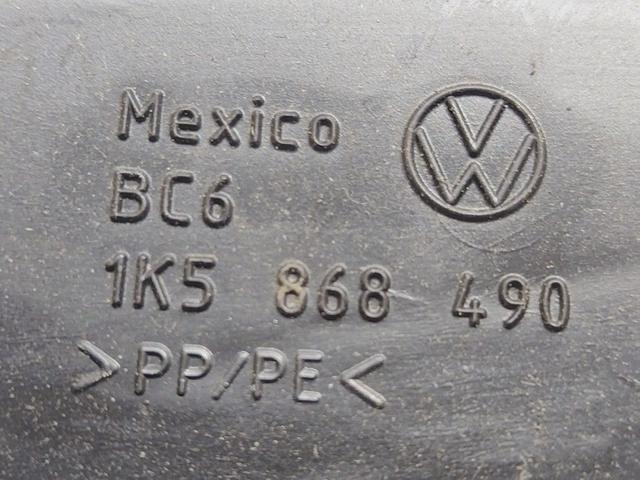 Mexico
BC6
1K5 868 490
>PP/PE<